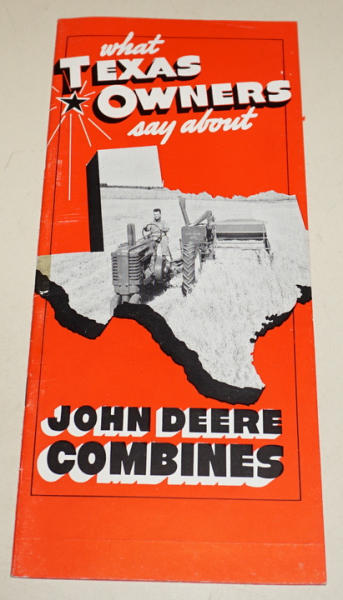 what
TEXAS
OWNERS
say about
JOHN DEERE
COMBINES